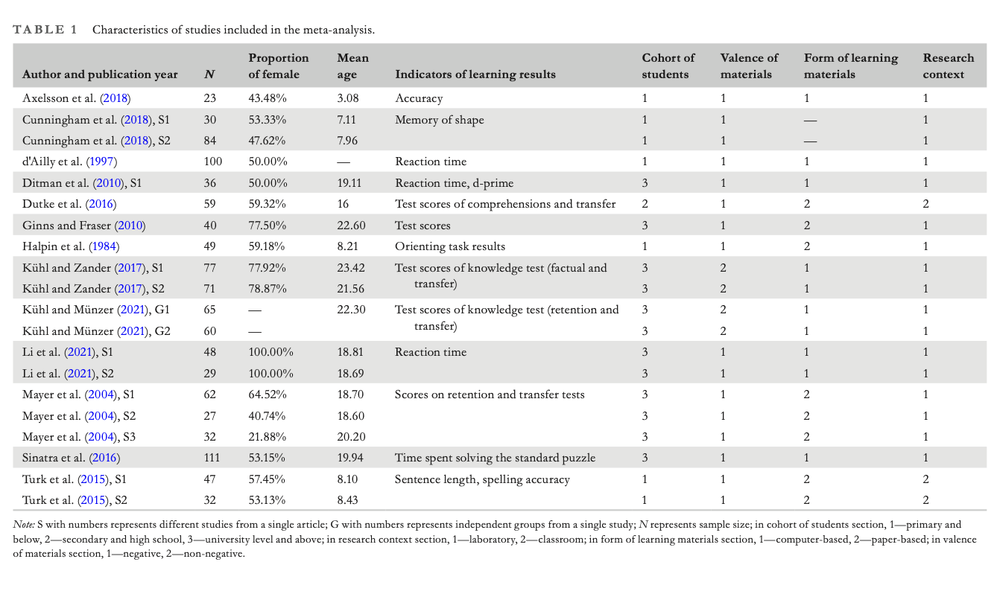 TABLE 1 Characteristics of studies included in the meta-analysis.
Author and publication year N Proportion of female Mean age Indicators of learning results Cohort of students Valence of materials Form of learning materials Research context
Axelsson et al. (2018) 23 43.48% 3.08 Accuracy 1 1 1 1
Cunningham et al. (2018), S1 30 53.33% 7.11 Memory of shape 1 1 — 1
Cunningham et al. (2018), S2 84 47.62% 7.96 1 1 — 1
d'Ailly et al. (1997) 100 50.00% — Reaction time 1 1 1 1
Ditman et al. (2010), S1 36 50.00% 19.11 Reaction time, d-prime 3 1 1 1
Dutke et al. (2016) 59 59.32% 16 Test scores of comprehensions and transfer 2 1 2 2
Ginns and Fraser (2010) 40 77.50% 22.60 Test scores 3 1 2 1
Halpin et al. (1984) 49 59.18% 8.21 Orienting task results 1 1 2 1
Kühl and Zander (2017), S1 77 77.92% 23.42 Test scores of knowledge test (factual and transfer) 3 2 1 1
Kühl and Zander (2017), S2 71 78.87% 21.56 3 2 1 1
Kühl and Münzer (2021), G1 65 — 22.30 Test scores of knowledge test (retention and transfer) 3 2 1 1
Kühl and Münzer (2021), G2 60 — 3 2 1 1
Li et al. (2021), S1 48 100.00% 18.81 Reaction time 3 1 1 1
Li et al. (2021), S2 29 100.00% 18.69 3 1 1 1
Mayer et al. (2004), S1 62 64.52% 18.70 Scores on retention and transfer tests 3 1 2 1
Mayer et al. (2004), S2 27 40.74% 18.60 3 1 2 1
Mayer et al. (2004), S3 32 21.88% 20.20 3 1 2 1
Sinatra et al. (2016) 111 53.15% 19.94 Time spent solving the standard puzzle 3 1 1 1
Turk et al. (2015), S1 47 57.45% 8.10 Sentence length, spelling accuracy 1 1 2 2
Turk et al. (2015), S2 32 53.13% 8.43 1 1 2 2
Note: S with numbers represents different studies from a single article; G with numbers represents independent groups from a single study; N represents sample size; in cohort of students section, 1—primary and
below, 2—secondary and high school, 3—university level and above; in research context section, 1—laboratory, 2—classroom; in form of learning materials section, 1—computer-based, 2—paper-based; in valence
of materials section, 1—negative, 2—non-negative.